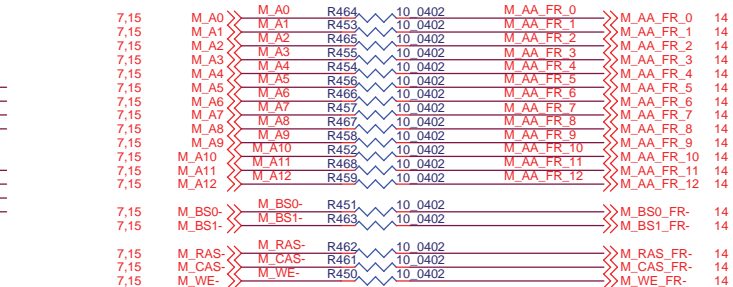 7,15 M_A0 M_A0 R464 10_0402 M_AA_FR_0 M_AA_FR_0 14
7,15 M_A1 M_A1 R453 10_0402 M_AA_FR_1 M_AA_FR_1 14
7,15 M_A2 M_A2 R465 10_0402 M_AA_FR_2 M_AA_FR_2 14
7,15 M_A3 M_A3 R455 10_0402 M_AA_FR_3 M_AA_FR_3 14
7,15 M_A4 M_A4 R454 10_0402 M_AA_FR_4 M_AA_FR_4 14
7,15 M_A5 M_A5 R456 10_0402 M_AA_FR_5 M_AA_FR_5 14
7,15 M_A6 M_A6 R466 10_0402 M_AA_FR_6 M_AA_FR_6 14
7,15 M_A7 M_A7 R457 10_0402 M_AA_FR_7 M_AA_FR_7 14
7,15 M_A8 M_A8 R467 10_0402 M_AA_FR_8 M_AA_FR_8 14
7,15 M_A9 M_A9 R458 10_0402 M_AA_FR_9 M_AA_FR_9 14
7,15 M_A10 M_A10 R452 10_0402 M_AA_FR_10 M_AA_FR_10 14
7,15 M_A11 M_A11 R468 10_0402 M_AA_FR_11 M_AA_FR_11 14
7,15 M_A12 M_A12 R459 10_0402 M_AA_FR_12 M_AA_FR_12 14
7,15 M_BS0- M_BS0- R451 10_0402 M_BS0_FR- 14
7,15 M_BS1- M_BS1- R463 10_0402 M_BS1_FR- 14
7,15 M_RAS- M_RAS- R462 10_0402 M_RAS_FR- 14
7,15 M_CAS- M_CAS- R461 10_0402 M_CAS_FR- 14
7,15 M_WE- M_WE- R450 10_0402 M_WE_FR- 14